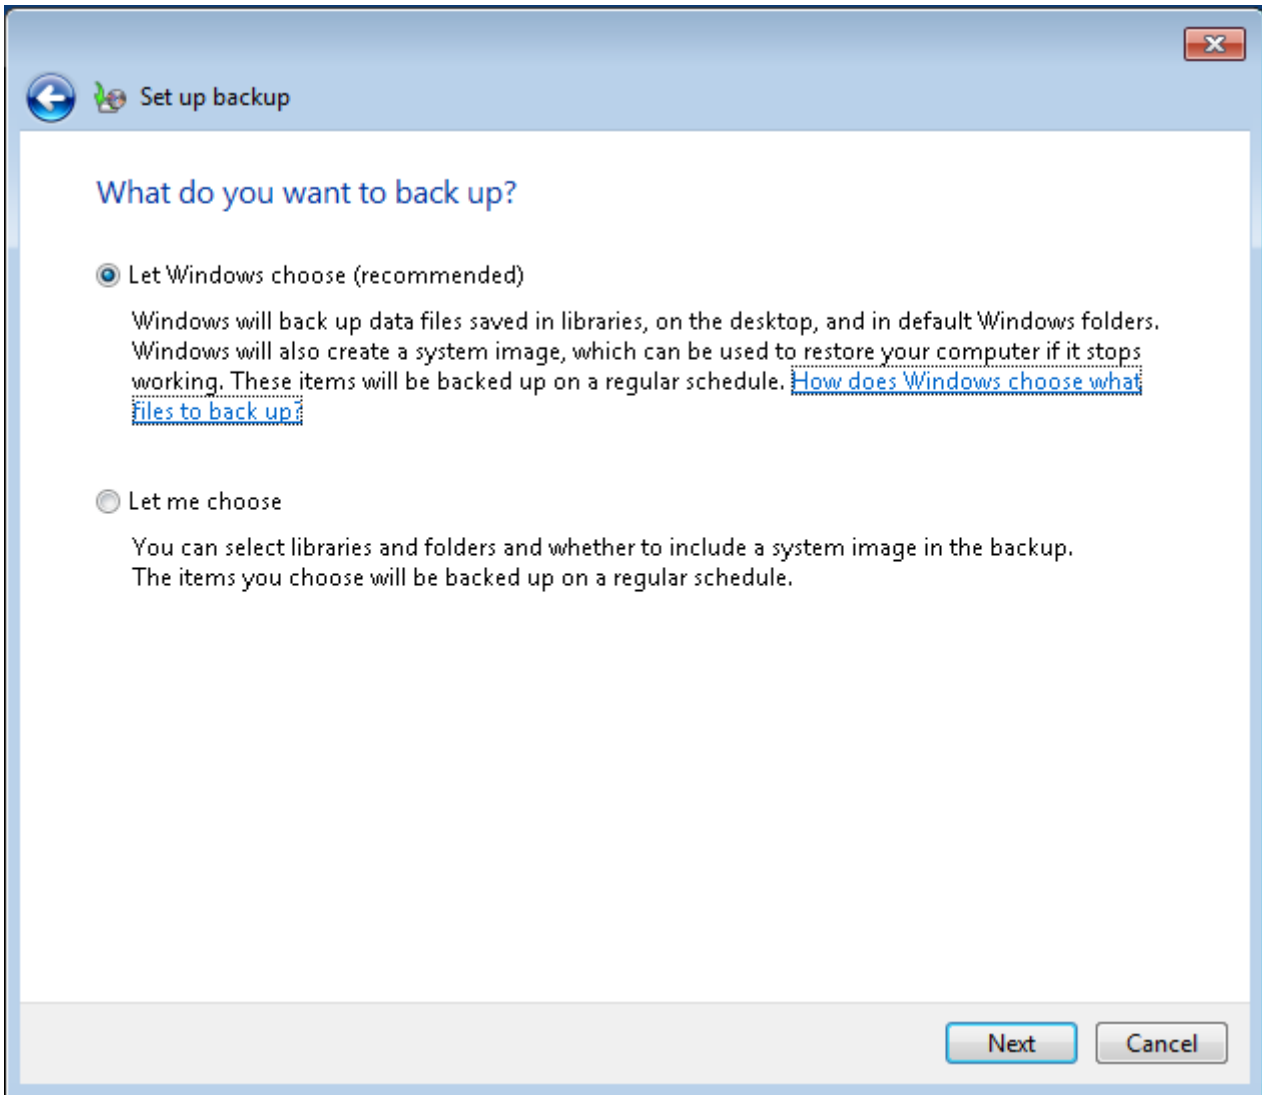 Set up backup
What do you want to back up?
Let Windows choose (recommended)
Windows will back up data files saved in libraries, on the desktop, and in default Windows folders.
Windows will also create a system image, which can be used to restore your computer if it stops
working. These items will be backed up on a regular schedule. How does Windows choose what
files to back up?
Let me choose
You can select libraries and folders and whether to include a system image in the backup.
The items you choose will be backed up on a regular schedule.
Next
Cancel